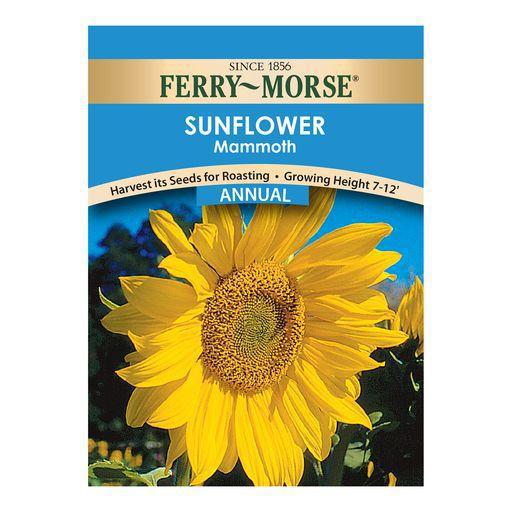 SINCE 1856
FERRY~MORSE®
SUNFLOWER
Mammoth
Harvest its Seeds for Roasting • Growing Height 7-12'
ANNUAL